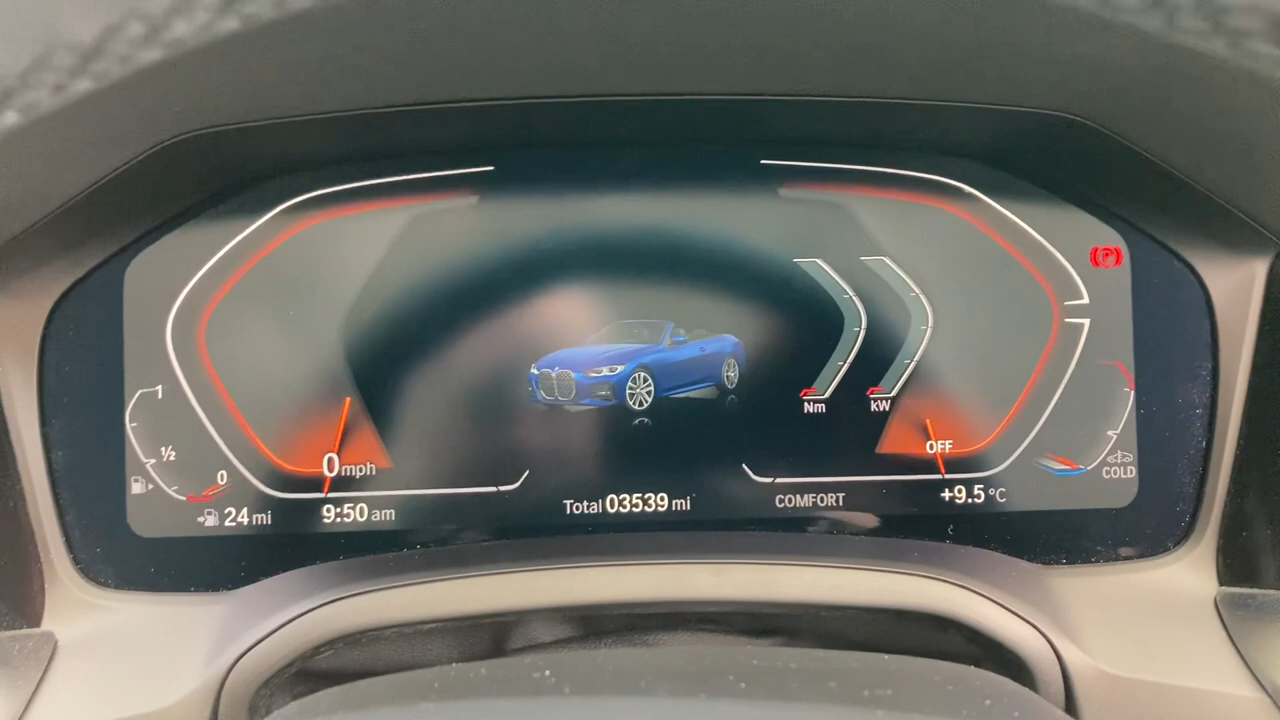 P
Nm
kW
1
½
0
0 mph
OFF
COLD
24 mi
9:50 am
Total 03539 mi
COMFORT
+9.5 °C